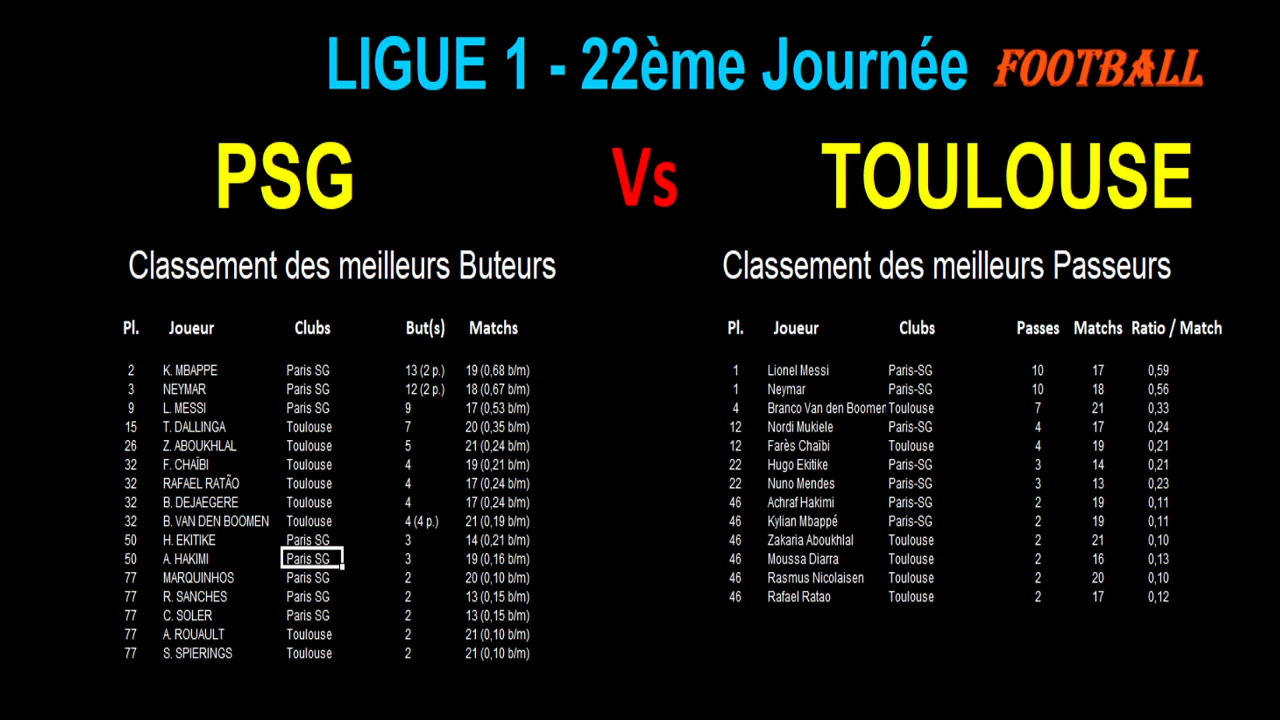 LIGUE 1 - 22ème Journée FOOTBALL
PSG Vs TOULOUSE
Classement des meilleurs Buteurs
Pl. Joueur Clubs But(s) Matchs
2 K. MBAPPE Paris SG 13 (2 p.) 19 (0,68 b/m)
3 NEYMAR Paris SG 12 (2 p.) 18 (0,67 b/m)
9 L. MESSI Paris SG 9 17 (0,53 b/m)
15 T. DALLINGA Toulouse 7 20 (0,35 b/m)
26 Z. ABOUKHLAL Toulouse 5 21 (0,24 b/m)
32 F. CHAÏBI Toulouse 4 19 (0,21 b/m)
32 RAFAEL RATÃO Toulouse 4 17 (0,24 b/m)
32 B. DEJAEGERE Toulouse 4 17 (0,24 b/m)
32 B. VAN DEN BOOMEN Toulouse 4 (4 p.) 21 (0,19 b/m)
50 H. EKITIKE Paris SG 3 14 (0,21 b/m)
50 A. HAKIMI Paris SG 3 19 (0,16 b/m)
77 MARQUINHOS Paris SG 2 20 (0,10 b/m)
77 R. SANCHES Paris SG 2 13 (0,15 b/m)
77 C. SOLER Paris SG 2 13 (0,15 b/m)
77 A. ROUAULT Toulouse 2 21 (0,10 b/m)
77 S. SPIERINGS Toulouse 2 21 (0,10 b/m)
Classement des meilleurs Passeurs
Pl. Joueur Clubs Passes Matchs Ratio / Match
1 Lionel Messi Paris-SG 10 17 0,59
1 Neymar Paris-SG 10 18 0,56
4 Branco Van den Boomer Toulouse 7 21 0,33
12 Nordi Mukiele Paris-SG 4 17 0,24
12 Farès Chaïbi Toulouse 4 19 0,21
22 Hugo Ekitike Paris-SG 3 14 0,21
22 Nuno Mendes Paris-SG 3 13 0,23
46 Achraf Hakimi Paris-SG 2 19 0,11
46 Kylian Mbappé Paris-SG 2 19 0,11
46 Zakaria Aboukhlal Toulouse 2 21 0,10
46 Moussa Diarra Toulouse 2 16 0,13
46 Rasmus Nicolaisen Toulouse 2 20 0,10
46 Rafael Ratao Toulouse 2 17 0,12